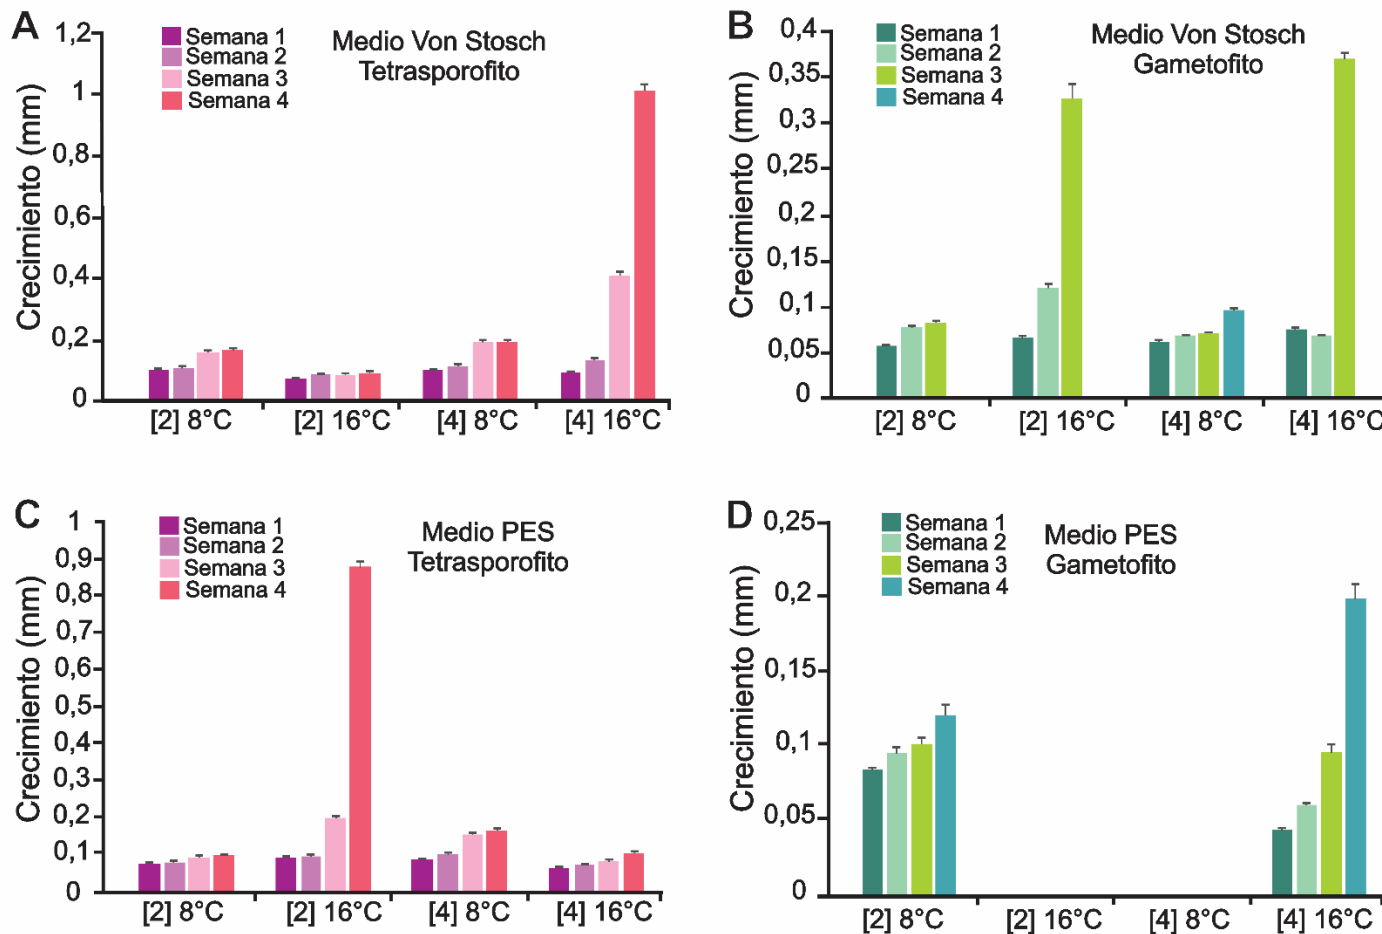 A
Medio Von Stosch
Tetrasporofito
Semana 1
Semana 2
Semana 3
Semana 4
Crecimiento (mm)
1,2
1
0,8
0,6
0,4
0,2
0
[2] 8°C
[2] 16°C
[4] 8°C
[4] 16°C
B
Medio Von Stosch
Gametofito
Semana 1
Semana 2
Semana 3
Semana 4
Crecimiento (mm)
0,4
0,35
0,3
0,25
0,2
0,15
0,1
0,05
0
[2] 8°C
[2] 16°C
[4] 8°C
[4] 16°C
C
Medio PES
Tetrasporofito
Semana 1
Semana 2
Semana 3
Semana 4
Crecimiento (mm)
1
0,9
0,8
0,7
0,6
0,5
0,4
0,3
0,2
0,1
0
[2] 8°C
[2] 16°C
[4] 8°C
[4] 16°C
D
Medio PES
Gametofito
Semana 1
Semana 2
Semana 3
Semana 4
Crecimiento (mm)
0,25
0,2
0,15
0,1
0,05
0
[2] 8°C
[2] 16°C
[4] 8°C
[4] 16°C